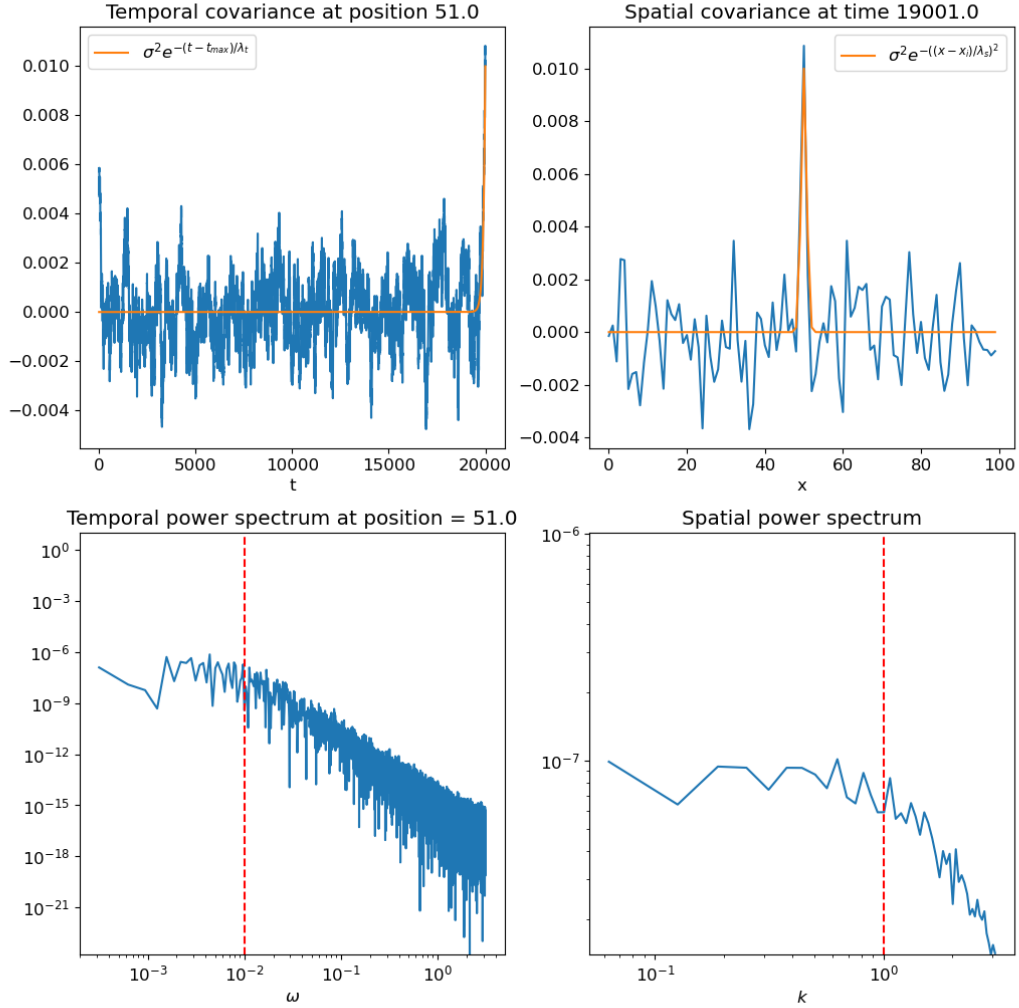 Temporal covariance at position 51.0
σ²e^{-(t-t_{max})/λ_t}
0.010
0.008
0.006
0.004
0.002
0.000
−0.002
−0.004
0 5000 10000 15000 20000
t
Spatial covariance at time 19001.0
σ²e^{-((x-x_i)/λ_s)²}
0.010
0.008
0.006
0.004
0.002
0.000
−0.002
−0.004
0 20 40 60 80 100
x
Temporal power spectrum at position = 51.0
10⁰
10⁻³
10⁻⁶
10⁻⁹
10⁻¹²
10⁻¹⁵
10⁻¹⁸
10⁻²¹
10⁻³ 10⁻² 10⁻¹ 10⁰
ω
Spatial power spectrum
10⁻⁶
10⁻⁷
10⁻¹ 10⁰
k